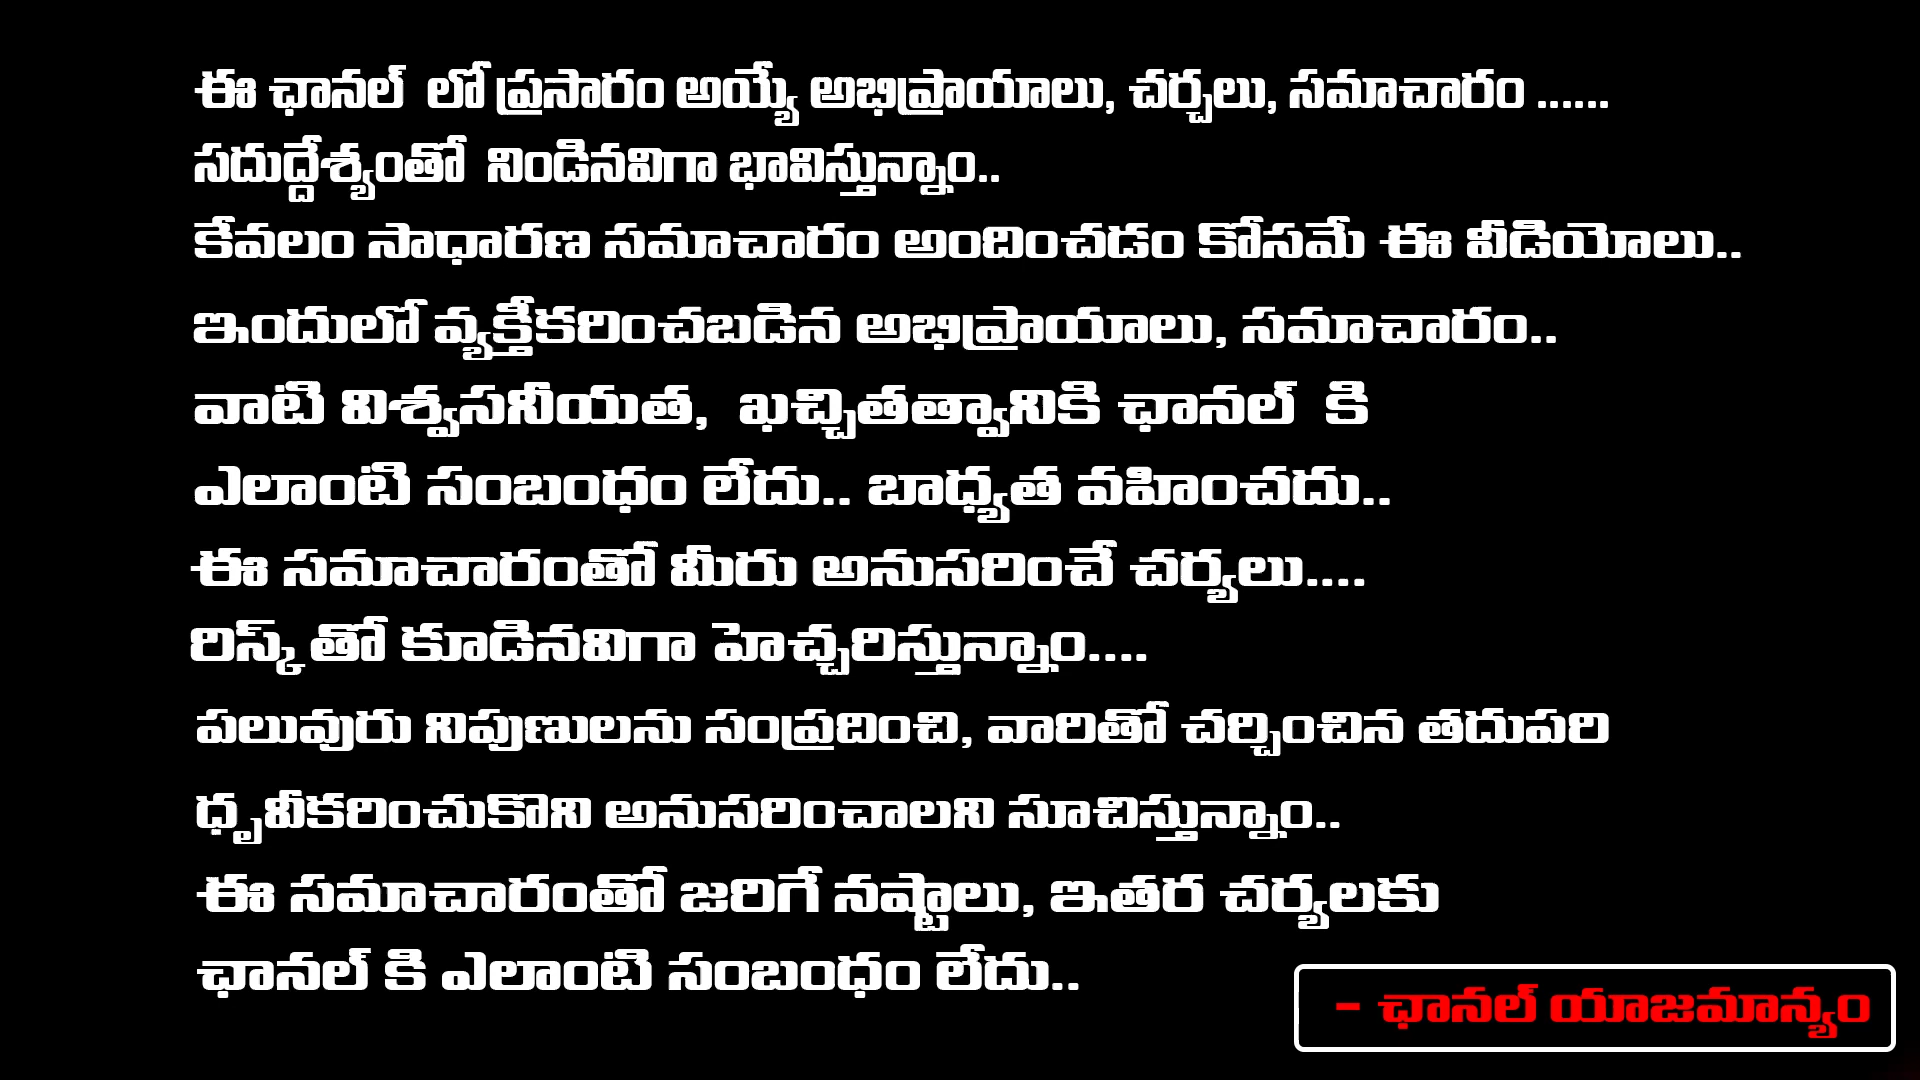 ఈ ఛానల్ లో ప్రసారం అయ్యే అభిప్రాయాలు, చర్చలు, సమాచారం ......
సదుద్దేశ్యంతో నిండినవిగా భావిస్తున్నాం..
కేవలం సాధారణ సమాచారం అందించడం కోసమే ఈ వీడియోలు..
ఇందులో వ్యక్తీకరించబడిన అభిప్రాయాలు, సమాచారం..
వాటి విశ్వసనీయత, ఖచ్చితత్వానికి ఛానల్ కి
ఎలాంటి సంబంధం లేదు.. బాధ్యత వహించదు..
ఈ సమాచారంతో మీరు అనుసరించే చర్యలు....
రిస్క్ తో కూడినవిగా హెచ్చరిస్తున్నాం....
పలువురు నిపుణులను సంప్రదించి, వారితో చర్చించిన తదుపరి
ధృవీకరించుకొని అనుసరించాలని సూచిస్తున్నాం..
ఈ సమాచారంతో జరిగే నష్టాలు, ఇతర చర్యలకు
ఛానల్ కి ఎలాంటి సంబంధం లేదు..
- ఛానల్ యాజమాన్యం